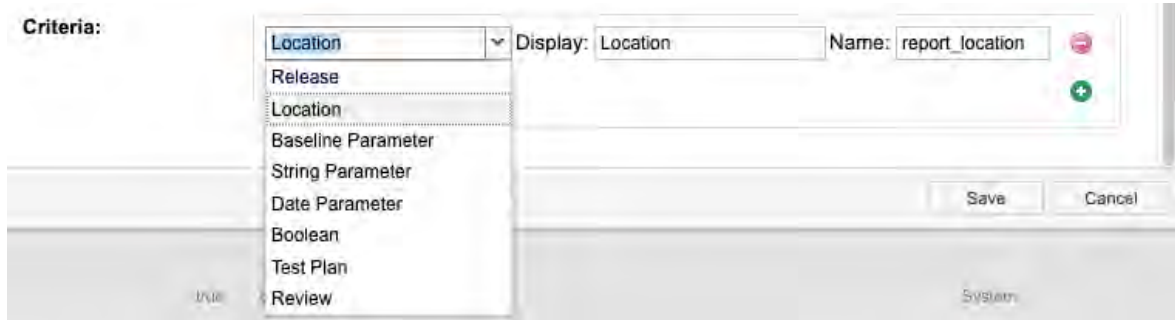 Criteria:
Location Display: Location Name: report_location
Release
Location
Baseline Parameter
String Parameter
Date Parameter
Save Cancel
Boolean
Test Plan
true System
Review